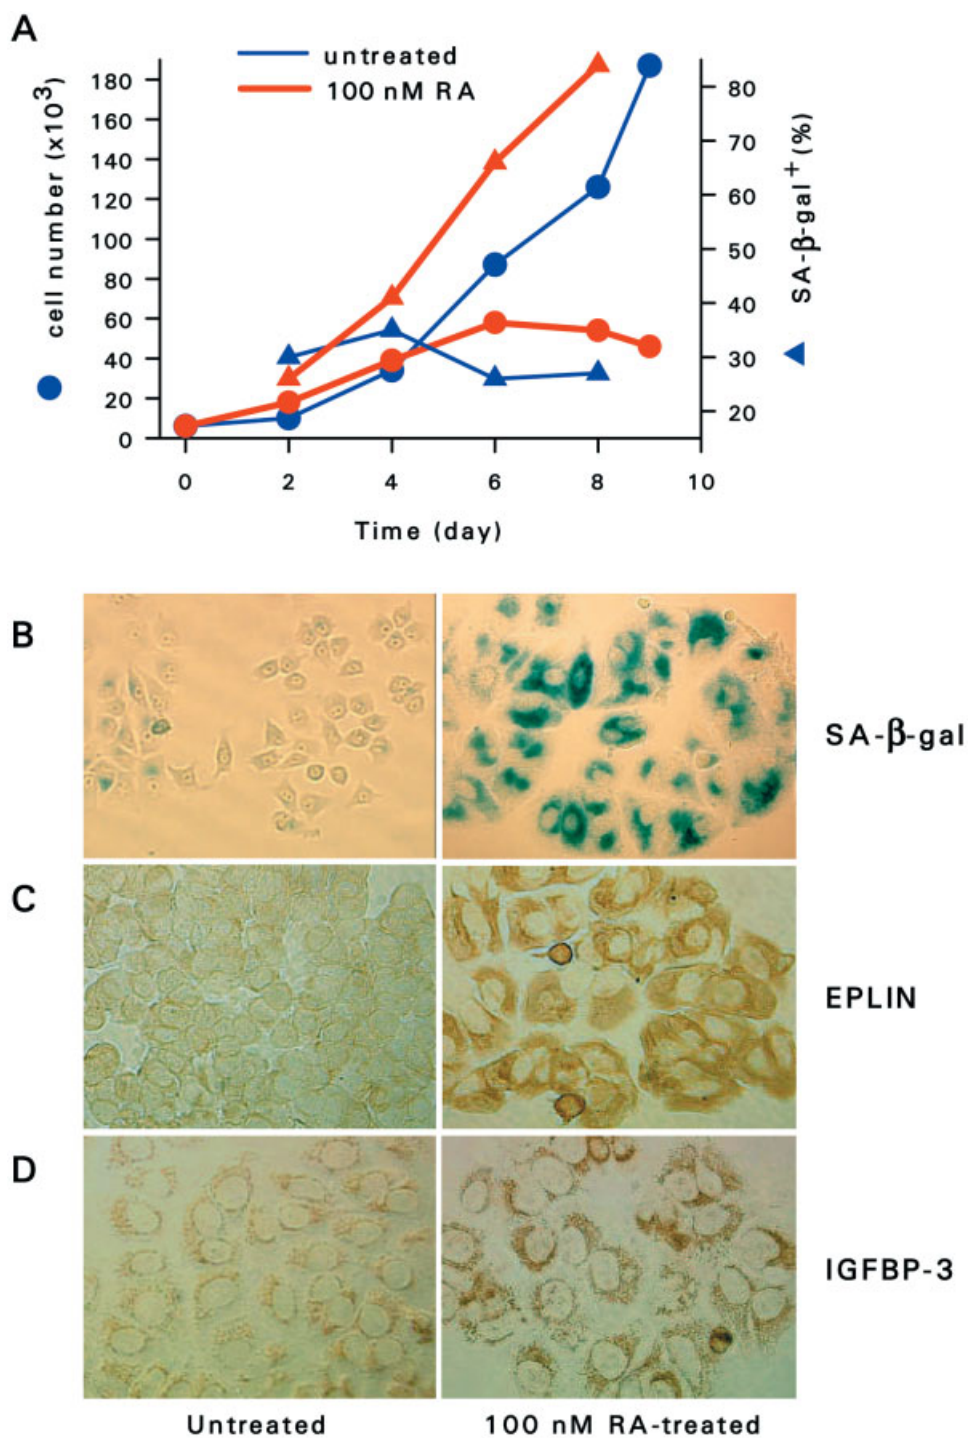 A
untreated
100 nM RA
cell number (x10³)
180
160
140
120
100
80
60
40
20
0
80
70
60
50
40
30
20
SA-β-gal⁺ (%)
0 2 4 6 8 10
Time (day)
B
SA-β-gal
C
EPLIN
D
IGFBP-3
Untreated 100 nM RA-treated